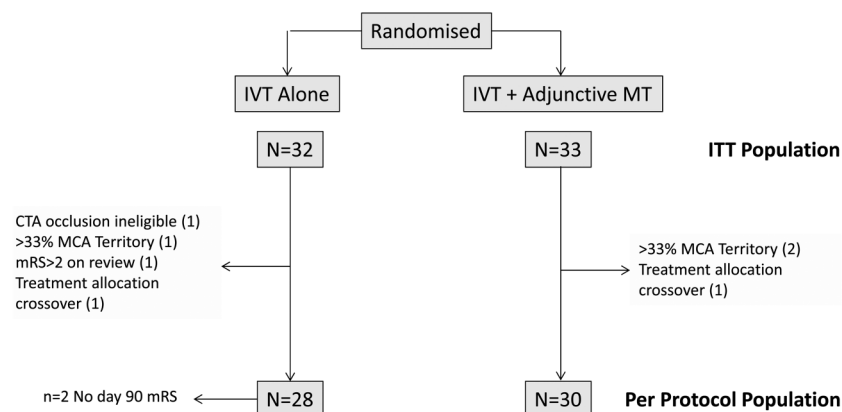 Randomised
IVT Alone
IVT + Adjunctive MT
N=32
N=33
ITT Population
CTA occlusion ineligible (1)
>33% MCA Territory (1)
mRS>2 on review (1)
Treatment allocation
crossover (1)
>33% MCA Territory (2)
Treatment allocation
crossover (1)
n=2 No day 90 mRS
N=28
N=30
Per Protocol Population